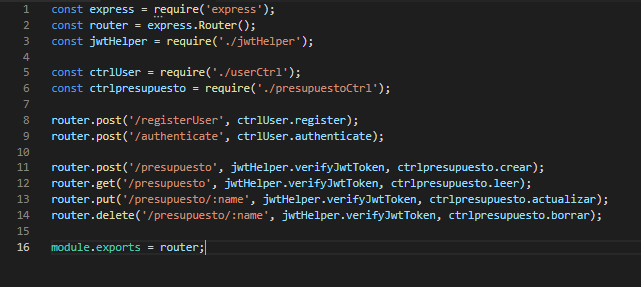 1 const express = require('express');
2 const router = express.Router();
3 const jwtHelper = require('./jwtHelper');
4
5 const ctrlUser = require('./userCtrl');
6 const ctrlpresupuesto = require('./presupuestoCtrl');
7
8 router.post('/registerUser', ctrlUser.register);
9 router.post('/authenticate', ctrlUser.authenticate);
10
11 router.post('/presupuesto', jwtHelper.verifyJwtToken, ctrlpresupuesto.crear);
12 router.get('/presupuesto', jwtHelper.verifyJwtToken, ctrlpresupuesto.leer);
13 router.put('/presupuesto/:name', jwtHelper.verifyJwtToken, ctrlpresupuesto.actualizar);
14 router.delete('/presupuesto/:name', jwtHelper.verifyJwtToken, ctrlpresupuesto.borrar);
15
16 module.exports = router;